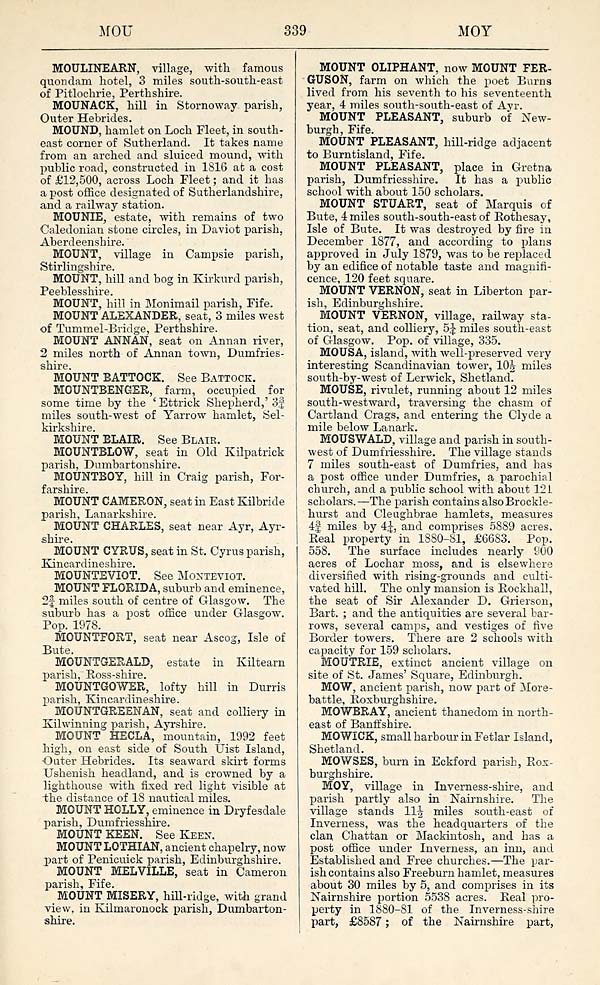 MOU 339 MOY
MOULINEARN, village, with famous
quondam hotel, 3 miles south-south-east
of Pitlochrie, Perthshire.
MOUNACK, hill in Stornoway parish,
Outer Hebrides.
MOUND, hamlet on Loch Fleet, in south-
east corner of Sutherland. It takes name
from an arched and sluiced mound, with
public road, constructed in 1816 at a cost
of £12,500, across Loch Fleet; and it has
a post office designated of Sutherlandshire,
and a railway station.
MOUNIE, estate, with remains of two
Caledonian stone circles, in Daviot parish,
Aberdeenshire.
MOUNT, village in Campsie parish,
Stirlingshire.
MOUNT, hill and bog in Kirkurd parish,
Peeblesshire.
MOUNT, hill in Monimail parish, Fife.
MOUNT ALEXANDER, seat, 3 miles west
of Tummel-Bridge, Perthshire.
MOUNT ANNAN, seat on Annan river,
2 miles north of Annan town, Dumfries-
shire.
MOUNT BATTOCK. See BATTOCK.
MOUNTBENGER, farm, occupied for
some time by the 'Ettrick Shepherd,' 3¾
miles south-west of Yarrow hamlet, Sel-
kirkshire.
MOUNT BLAIR. See BLAIR.
MOUNTBLOW, seat in Old Kilpatrick
parish, Dumbartonshire.
MOUNTBOY, hill in Craig parish, For-
farshire.
MOUNT CAMERON, seat in East Kilbride
parish, Lanarkshire.
MOUNT CHARLES, seat near Ayr, Ayr-
shire.
MOUNT CYRUS, seat in St. Cyrus parish,
Kincardineshire.
MOUNTEVIOT. See MONTEVIOT.
MOUNT FLORIDA, suburb and eminence,
2¾ miles south of centre of Glasgow. The
suburb has a post office under Glasgow.
Pop. 1978.
MOUNTFORT, seat near Ascog, Isle of
Bute.
MOUNTGERALD, estate in Kiltearn
parish, Ross-shire.
MOUNTGOWER, lofty hill in Durris
parish, Kincardineshire.
MOUNTGREENAN, seat and colliery in
Kilwinning parish, Ayrshire.
MOUNT HECLA, mountain, 1992 feet
high, on east side of South Uist Island,
Outer Hebrides. Its seaward skirt forms
Ushenish headland, and is crowned by a
lighthouse with fixed red light visible at
the distance of 18 nautical miles.
MOUNT HOLLY, eminence in Dryfesdale
parish, Dumfriesshire.
MOUNT KEEN. See KEEN.
MOUNT LOTHIAN, ancient chapelry, now
part of Penicuick parish, Edinburghshire.
MOUNT MELVILLE, seat in Cameron
parish, Fife.
MOUNT MISERY, hill-ridge, with grand
view, in Kilmaronock parish, Dumbarton-
shire.
MOUNT OLIPHANT, now MOUNT FER-
GUSON, farm on which the poet Burns
lived from his seventh to his seventeenth
year, 4 miles south-south-east of Ayr.
MOUNT PLEASANT, suburb of New-
burgh, Fife.
MOUNT PLEASANT, hill-ridge adjacent
to Burntisland, Fife.
MOUNT PLEASANT, place in Gretna
parish, Dumfriesshire. It has a public
school with about 150 scholars.
MOUNT STUART, seat of Marquis of
Bute, 4 miles south-south-east of Rothesay,
Isle of Bute. It was destroyed by fire in
December 1877, and according to plans
approved in July 1879, was to be replaced
by an edifice of notable taste and magnifi-
cence, 120 feet square.
MOUNT VERNON, seat in Liberton par-
ish, Edinburghshire.
MOUNT VERNON, village, railway sta-
tion, seat, and colliery, 5¼ miles south-east
of Glasgow. Pop. of village, 335.
MOUSA, island, with well-preserved very
interesting Scandinavian tower, 10½ miles
south-by-west of Lerwick, Shetland.
MOUSE, rivulet, running about 12 miles
south-westward, traversing the chasm of
Cartland Crags, and entering the Clyde a
mile below Lanark.
MOUSWALD, village and parish in south-
west of Dumfriesshire. The village stands
7 miles south-east of Dumfries, and has
a post office under Dumfries, a parochial
church, and a public school with about 121
scholars.—The parish contains also Brockle-
hurst and Cleughbrae hamlets, measures
4¾ miles by 4¼, and comprises 5889 acres.
Real property in 1880-81, £6683. Pop.
558. The surface includes nearly 900
acres of Lochar moss, and is elsewhere
diversified with rising-grounds and culti-
vated hill. The only mansion is Rockhall,
the seat of Sir Alexander D. Grierson,
Bart.; and the antiquities are several bar-
rows, several camps, and vestiges of five
Border towers. There are 2 schools with
capacity for 159 scholars.
MOUTRIE, extinct ancient village on
site of St. James' Square, Edinburgh.
MOW, ancient parish, now part of More-
battle, Roxburghshire.
MOWBRAY, ancient thanedom in north-
east of Banffshire.
MOWICK, small harbour in Fetlar Island,
Shetland.
MOWSES, burn in Eckford parish, Rox-
burghshire.
MOY, village in Inverness-shire, and
parish partly also in Nairnshire. The
village stands 11½ miles south-east of
Inverness, was the headquarters of the
clan Chattan or Mackintosh, and has a
post office under Inverness, an inn, and
Established and Free churches.—The par-
ish contains also Freeburn hamlet, measures
about 30 miles by 5, and comprises in its
Nairnshire portion 5538 acres. Real pro-
perty in 1880-81 of the Inverness-shire
part, £8587; of the Nairnshire part,